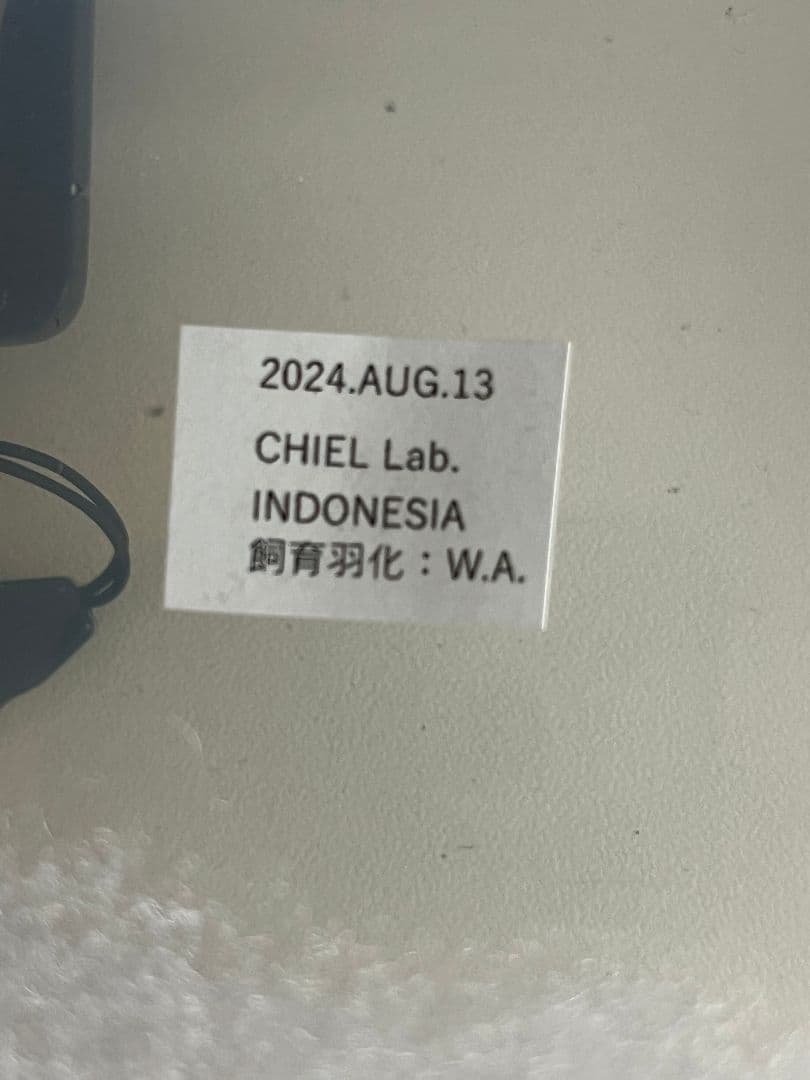 2024.AUG.13
CHIEL Lab.
INDONESIA
飼育羽化：W.A.